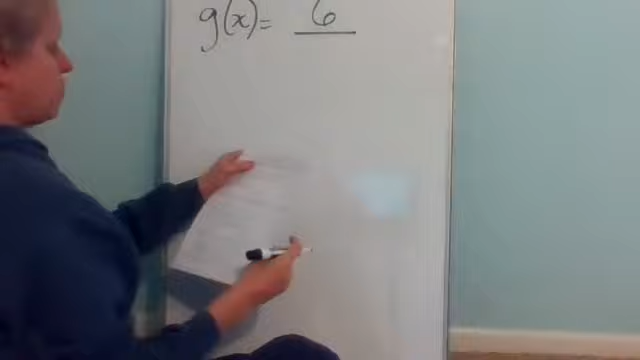 g(x) = 6